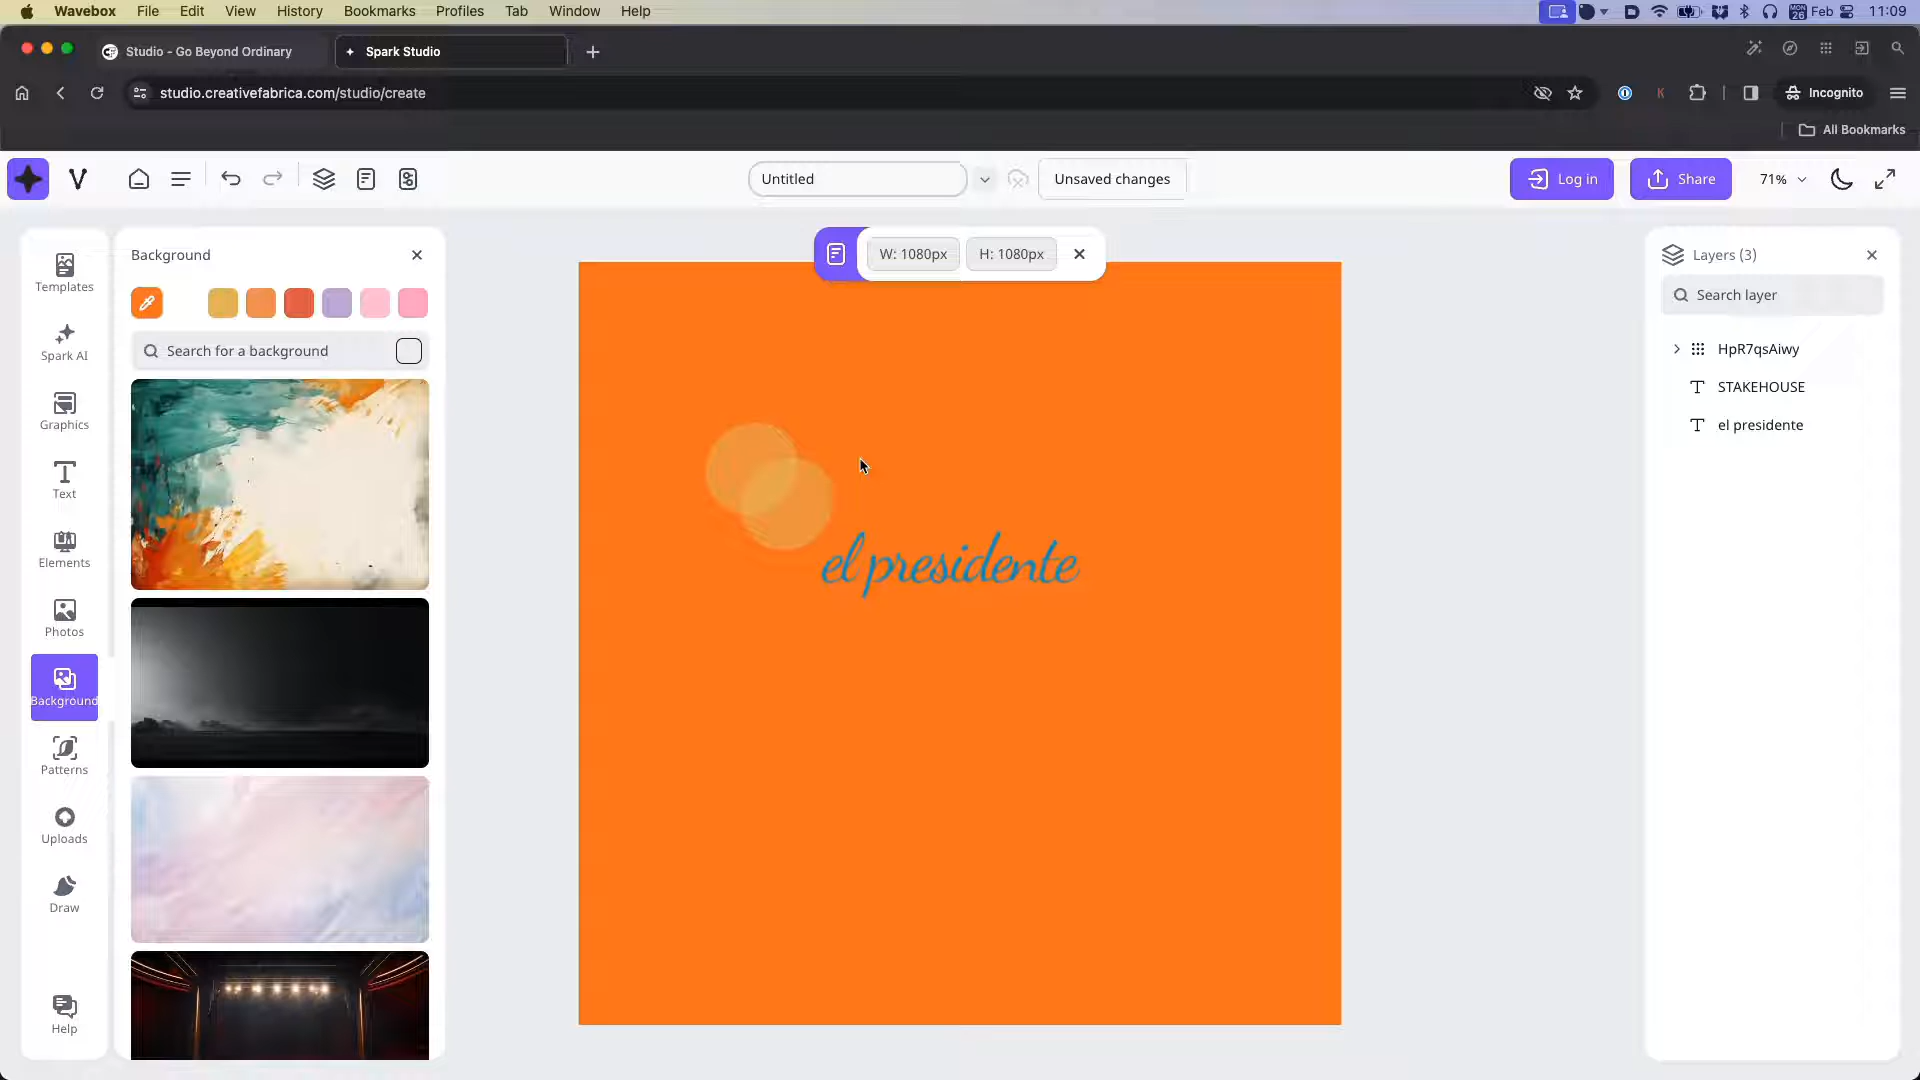 Wavebox File Edit View History Bookmarks Profiles Tab Window Help MON 26 Feb 11:09
Studio - Go Beyond Ordinary Spark Studio
studio.creativefabrica.com/studio/create K Incognito
All Bookmarks
Untitled Unsaved changes Log in Share 71%
W: 1080px H: 1080px
Templates
Spark AI
Graphics
Text
Elements
Photos
Background
Patterns
Uploads
Draw
Help
Background
Search for a background
el presidente
Layers (3)
Search layer
HpR7qsAiwy
STAKEHOUSE
el presidente